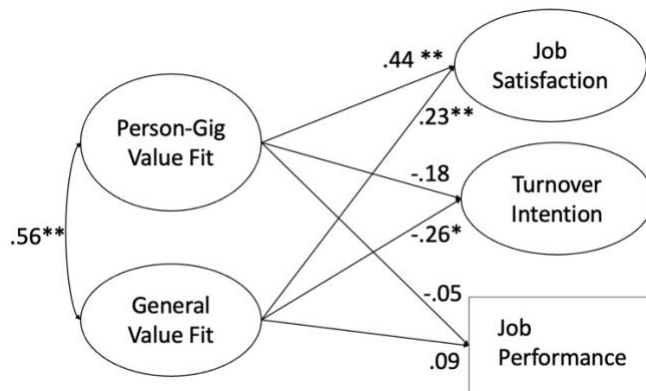 .44 **
Job
Satisfaction
.23**
Person-Gig
Value Fit
-.18
Turnover
Intention
.56**
-.26*
General
Value Fit
-.05
Job
Performance
.09